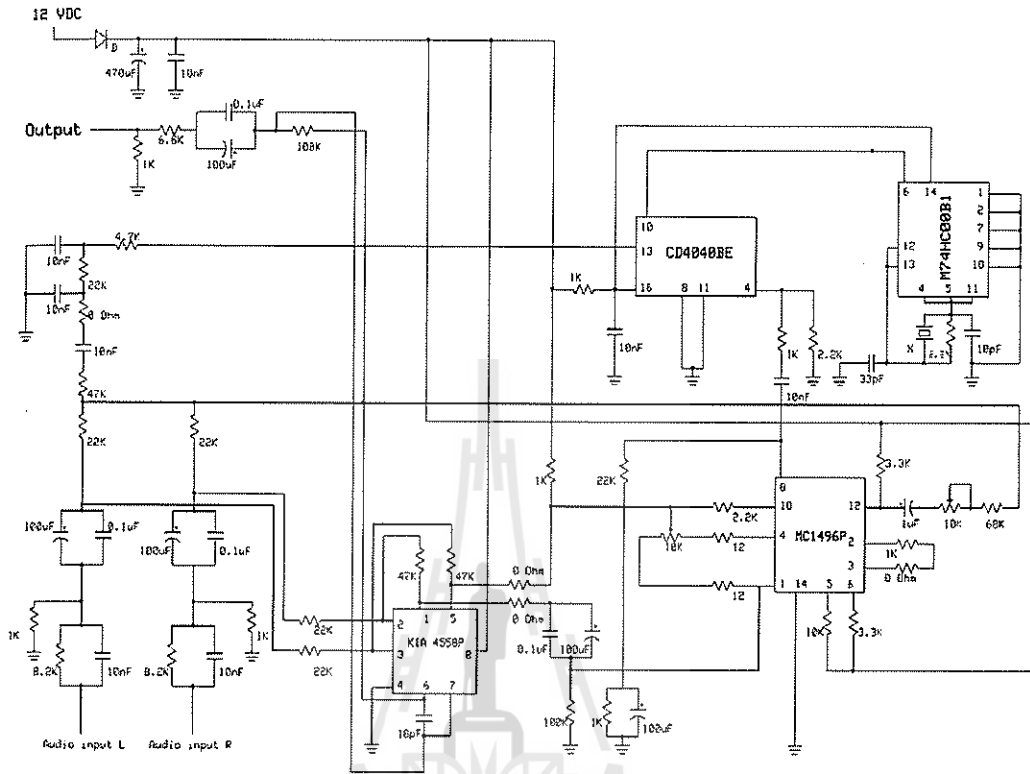 12 VDC
D
470uF
10nF
0.1uF
Output
6.6K
100K
1K
100uF
6
14
1
2
7
9
10
12
13
4
5
11
M74HC00B1
10
13
CD4040BE
16
8
11
4
4.7K
10nF
22K
10nF
0 Ohm
10nF
47K
1K
10nF
1K
2.2K
X
10pF
33pF
10nF
22K
22K
3.3K
1K
22K
8
10
12
4
2
3
1
14
5
6
MC1496P
2.2K
10K
12
12
1uF
10K
68K
1K
0 Ohm
10K
3.3K
100uF
0.1uF
100uF
0.1uF
47K
47K
0 Ohm
0 Ohm
1K
1K
22K
22K
2
1
5
3
8
4
6
7
KIA 4558P
0.1uF
100uF
8.2K
10nF
8.2K
10nF
10pF
100K
1K
100uF
Audio input L
Audio input R